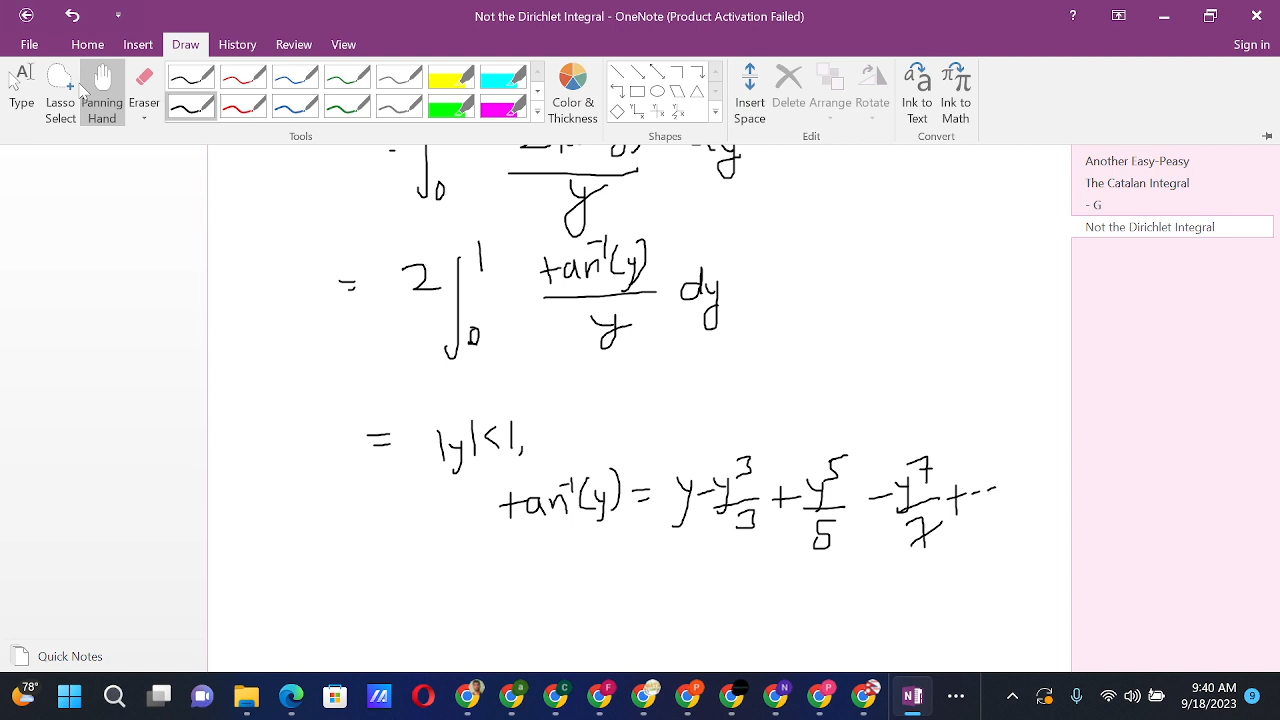 Not the Dirichlet Integral - OneNote (Product Activation Failed)
?
File Home Insert Draw History Review View
Sign in
Type
Lasso Select
Panning Hand
Eraser
Color & Thickness
Insert Space
Delete
Arrange
Rotate
Ink to Text
Ink to Math
Tools
Shapes
Edit
Convert
Another Easy-Peasy
The Catalan Integral
- G
Not the Dirichlet Integral
∫₀ / y dy
= 2 ∫₀¹ tan⁻¹(y) / y dy
= |y| < 1,
tan⁻¹(y) = y - y³/3 + y⁵/5 - y⁷/7 + ...
Quick Notes
78°
5:40 AM
9/18/2023
9